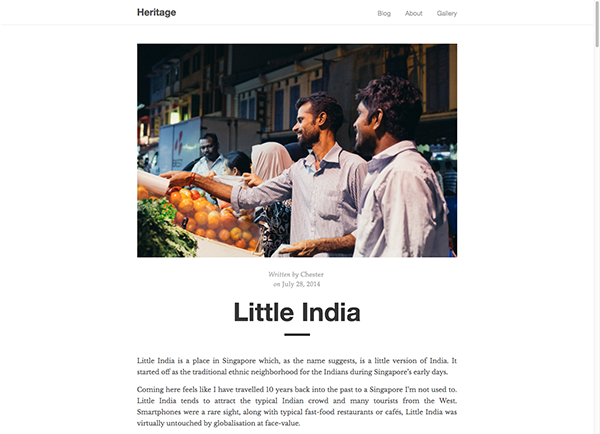 Heritage
Blog About Gallery
Written by Chester
on July 28, 2014
Little India
Little India is a place in Singapore which, as the name suggests, is a little version of India. It
started off as the traditional ethnic neighborhood for the Indians during Singapore's early days.
Coming here feels like I have travelled 10 years back into the past to a Singapore I'm not used to.
Little India tends to attract the typical Indian crowd and many tourists from the West.
Smartphones were a rare sight, along with typical fast-food restaurants or cafés, Little India was
virtually untouched by globalisation at face-value.